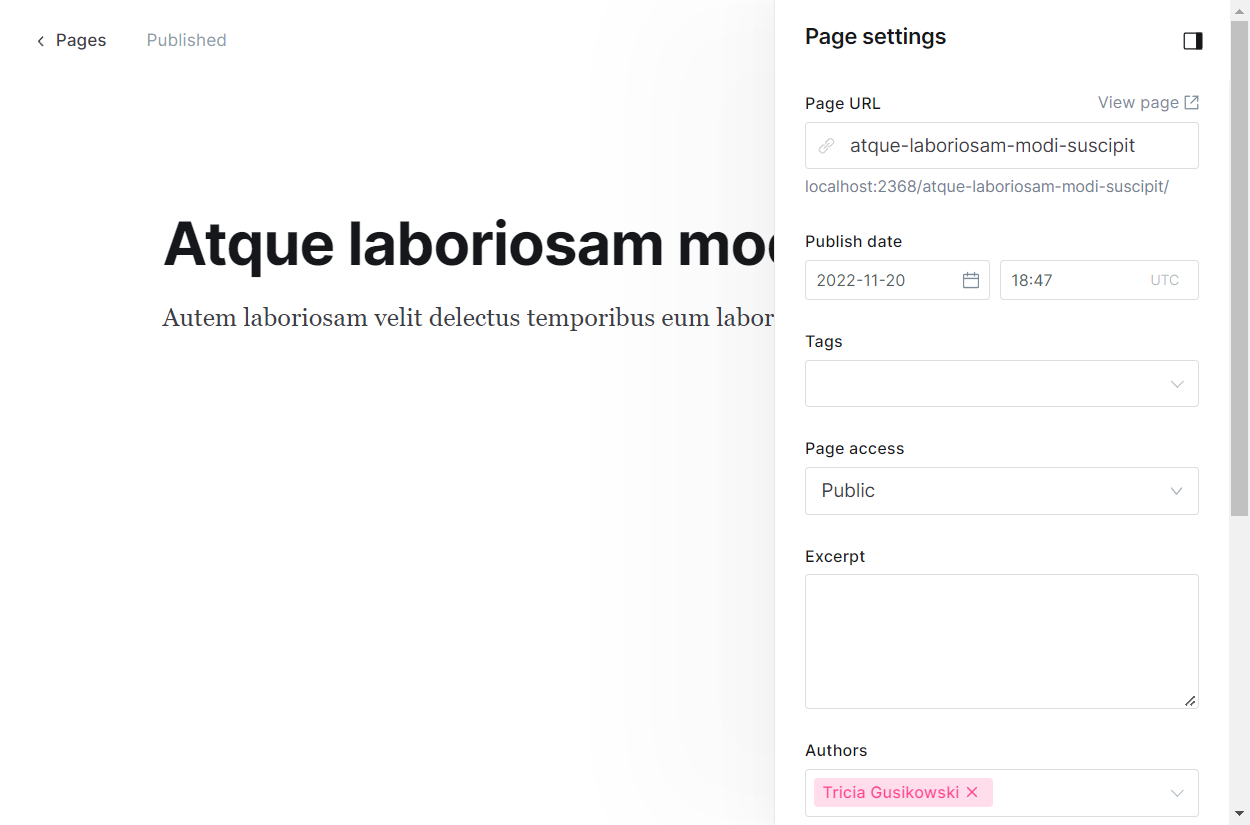 Pages
Published
Atque laboriosam
Autem laboriosam velit delectus temporibus eum labor
Page settings
Page URL
View page
atque-laboriosam-modi-suscipit
localhost:2368/atque-laboriosam-modi-suscipit/
Publish date
2022-11-20
18:47
UTC
Tags
Page access
Public
Excerpt
Authors
Tricia Gusikowski